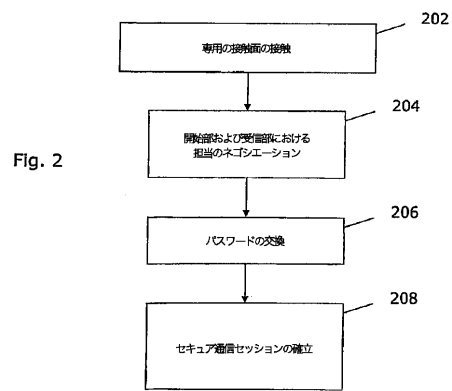 202
専用の接触面の接触
204
開始部および受信部における
担当のネゴシエーション
Fig. 2
206
パスワードの交換
208
セキュア通信セッションの確立